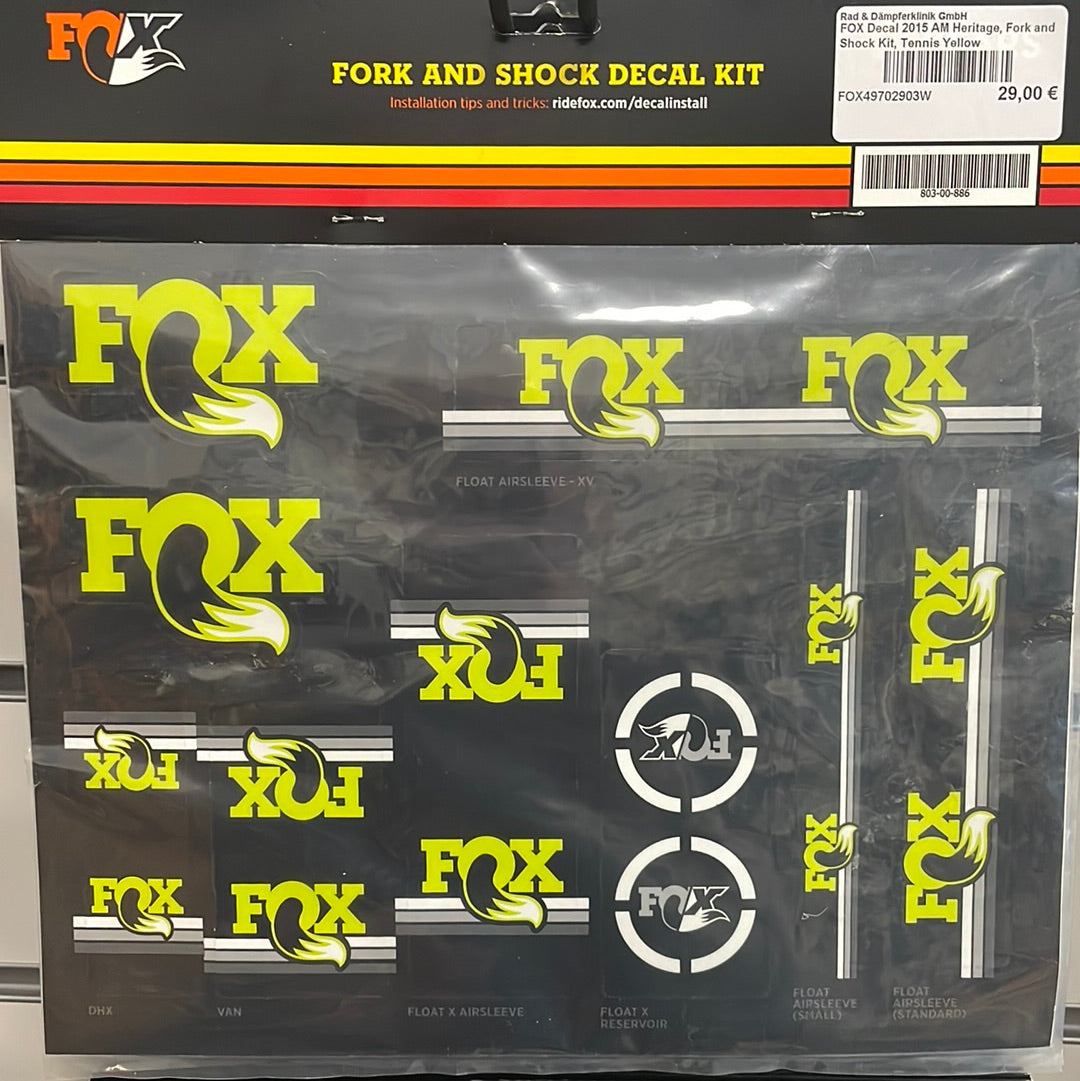 FOX
FORK AND SHOCK DECAL KIT
Installation tips and tricks: ridefox.com/decalinstall
Rad & Dämpferklinik GmbH
FOX Decal 2015 AM Heritage, Fork and
Shock Kit, Tennis Yellow
FOX49702903W 29,00 €
803-00-886
FOX
FOX FOX
FLOAT AIRSLEEVE - XV
FOX
FOX
FOX
FOX
FOX
FOX
FOX
FOX
FOX
FOX
FOX
FOX
FOX
FOX
DHX
VAN
FLOAT X AIRSLEEVE
FLOAT X
RESERVOIR
FLOAT
AIRSLEEVE
(SMALL)
FLOAT
AIRSLEEVE
(STANDARD)